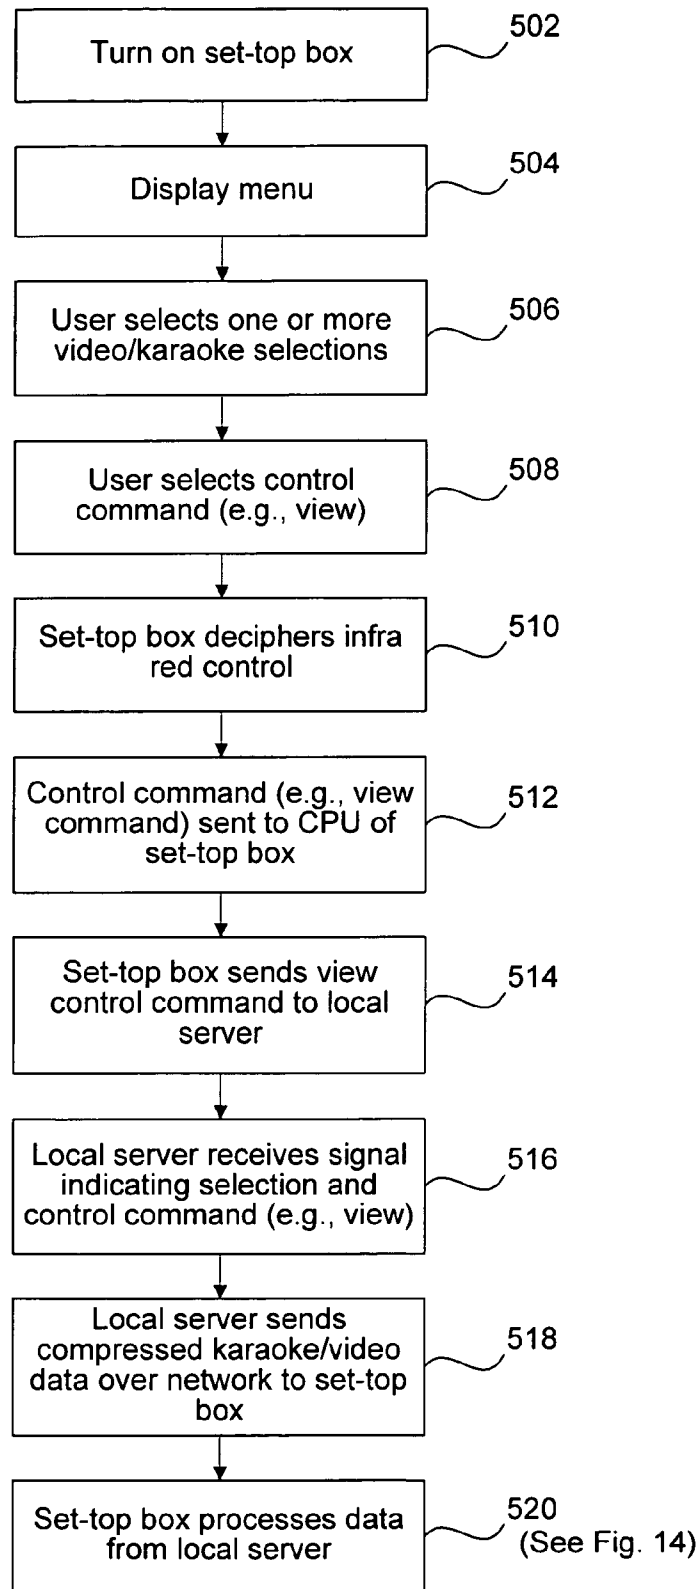 Turn on set-top box
502
Display menu
504
User selects one or more
video/karaoke selections
506
User selects control
command (e.g., view)
508
Set-top box deciphers infra
red control
510
Control command (e.g., view
command) sent to CPU of
set-top box
512
Set-top box sends view
control command to local
server
514
Local server receives signal
indicating selection and
control command (e.g., view)
516
Local server sends
compressed karaoke/video
data over network to set-top
box
518
Set-top box processes data
from local server
520
(See Fig. 14)